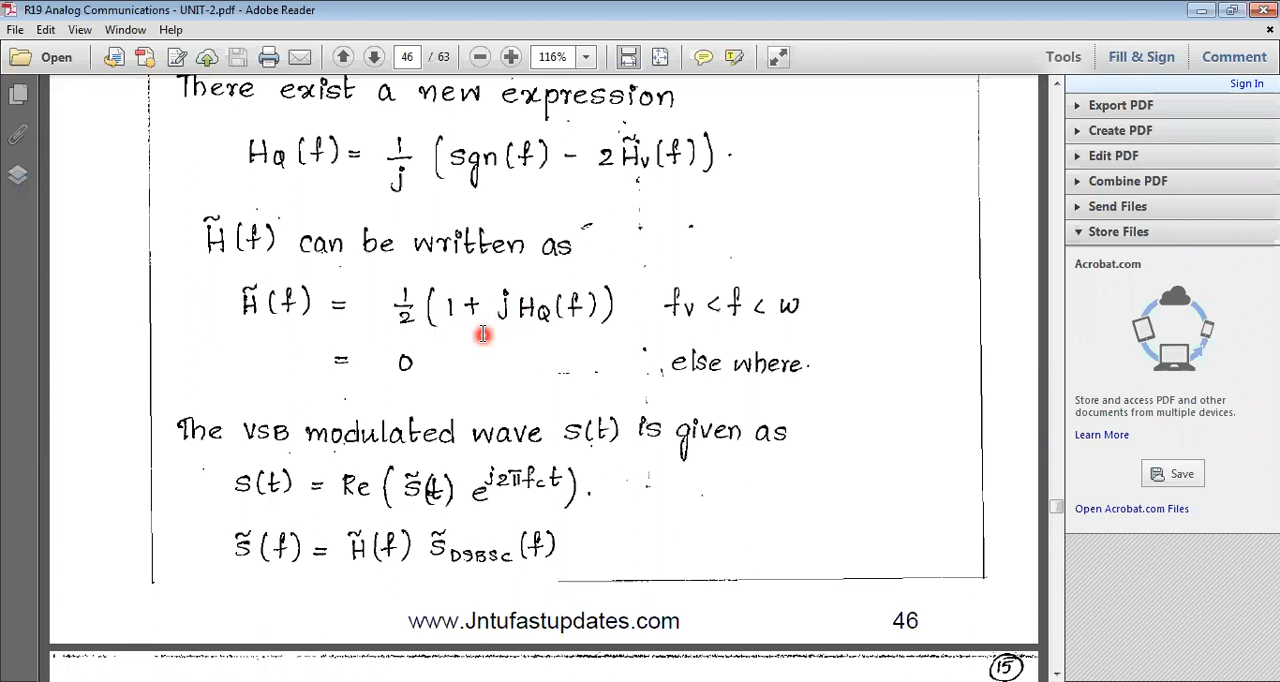 R19 Analog Communications - UNIT-2.pdf - Adobe Reader
File Edit View Window Help
Open 46 / 63 116% Tools Fill & Sign Comment
Sign In
Export PDF
Create PDF
Edit PDF
Combine PDF
Send Files
Store Files
Acrobat.com
Store and access PDF and other
documents from multiple devices.
Learn More
Save
Open Acrobat.com Files
There exist a new expression
H_Q(f) = 1/j (sgn(f) - 2H̃_v(f)).
H̃(f) can be written as
H̃(f) = 1/2 (1 + jH_Q(f)) fv < f < w
= 0 , else where.
The VSB modulated wave s(t) is given as
s(t) = Re (s̃(t) e^{j2πfct}).
s̃(f) = H̃(f) s̃_DSBSC(f)
www.Jntufastupdates.com 46
15